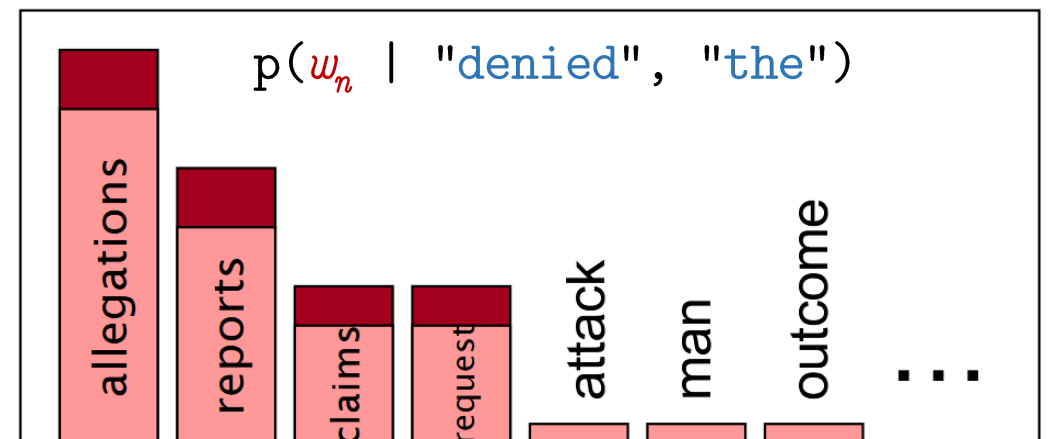 p(wn | "denied", "the")
allegations
reports
claims
request
attack
man
outcome
...